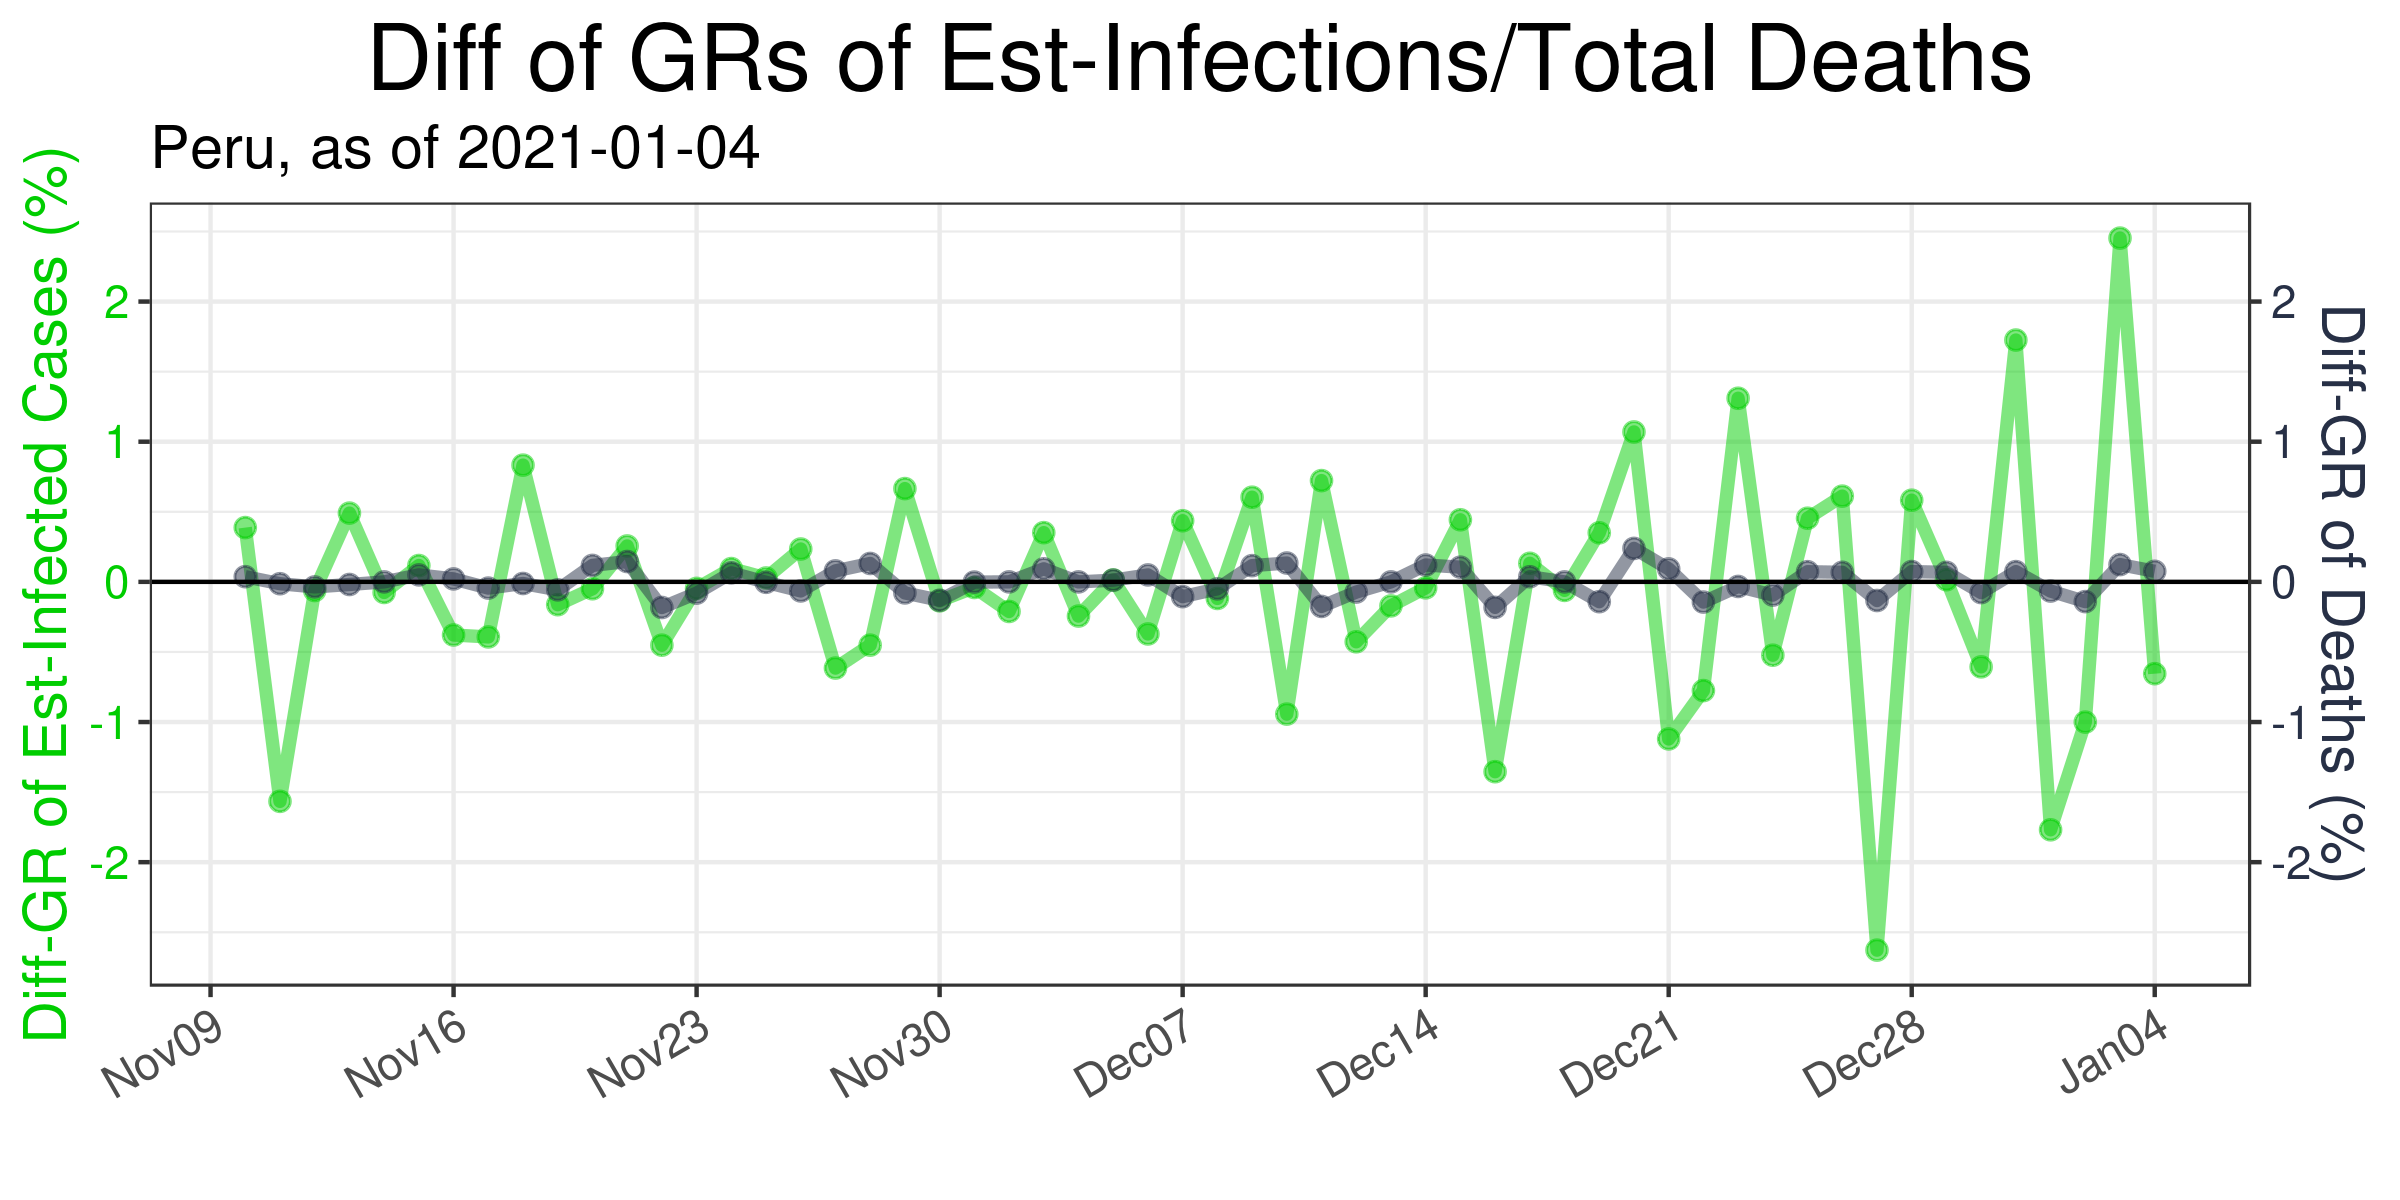 Diff of GRs of Est-Infections/Total Deaths
Peru, as of 2021-01-04
Diff-GR of Est-Infected Cases (%)
2
1
0
-1
-2
2
1
0
-1
-2
Diff-GR of Deaths (%)
Nov09
Nov16
Nov23
Nov30
Dec07
Dec14
Dec21
Dec28
Jan04